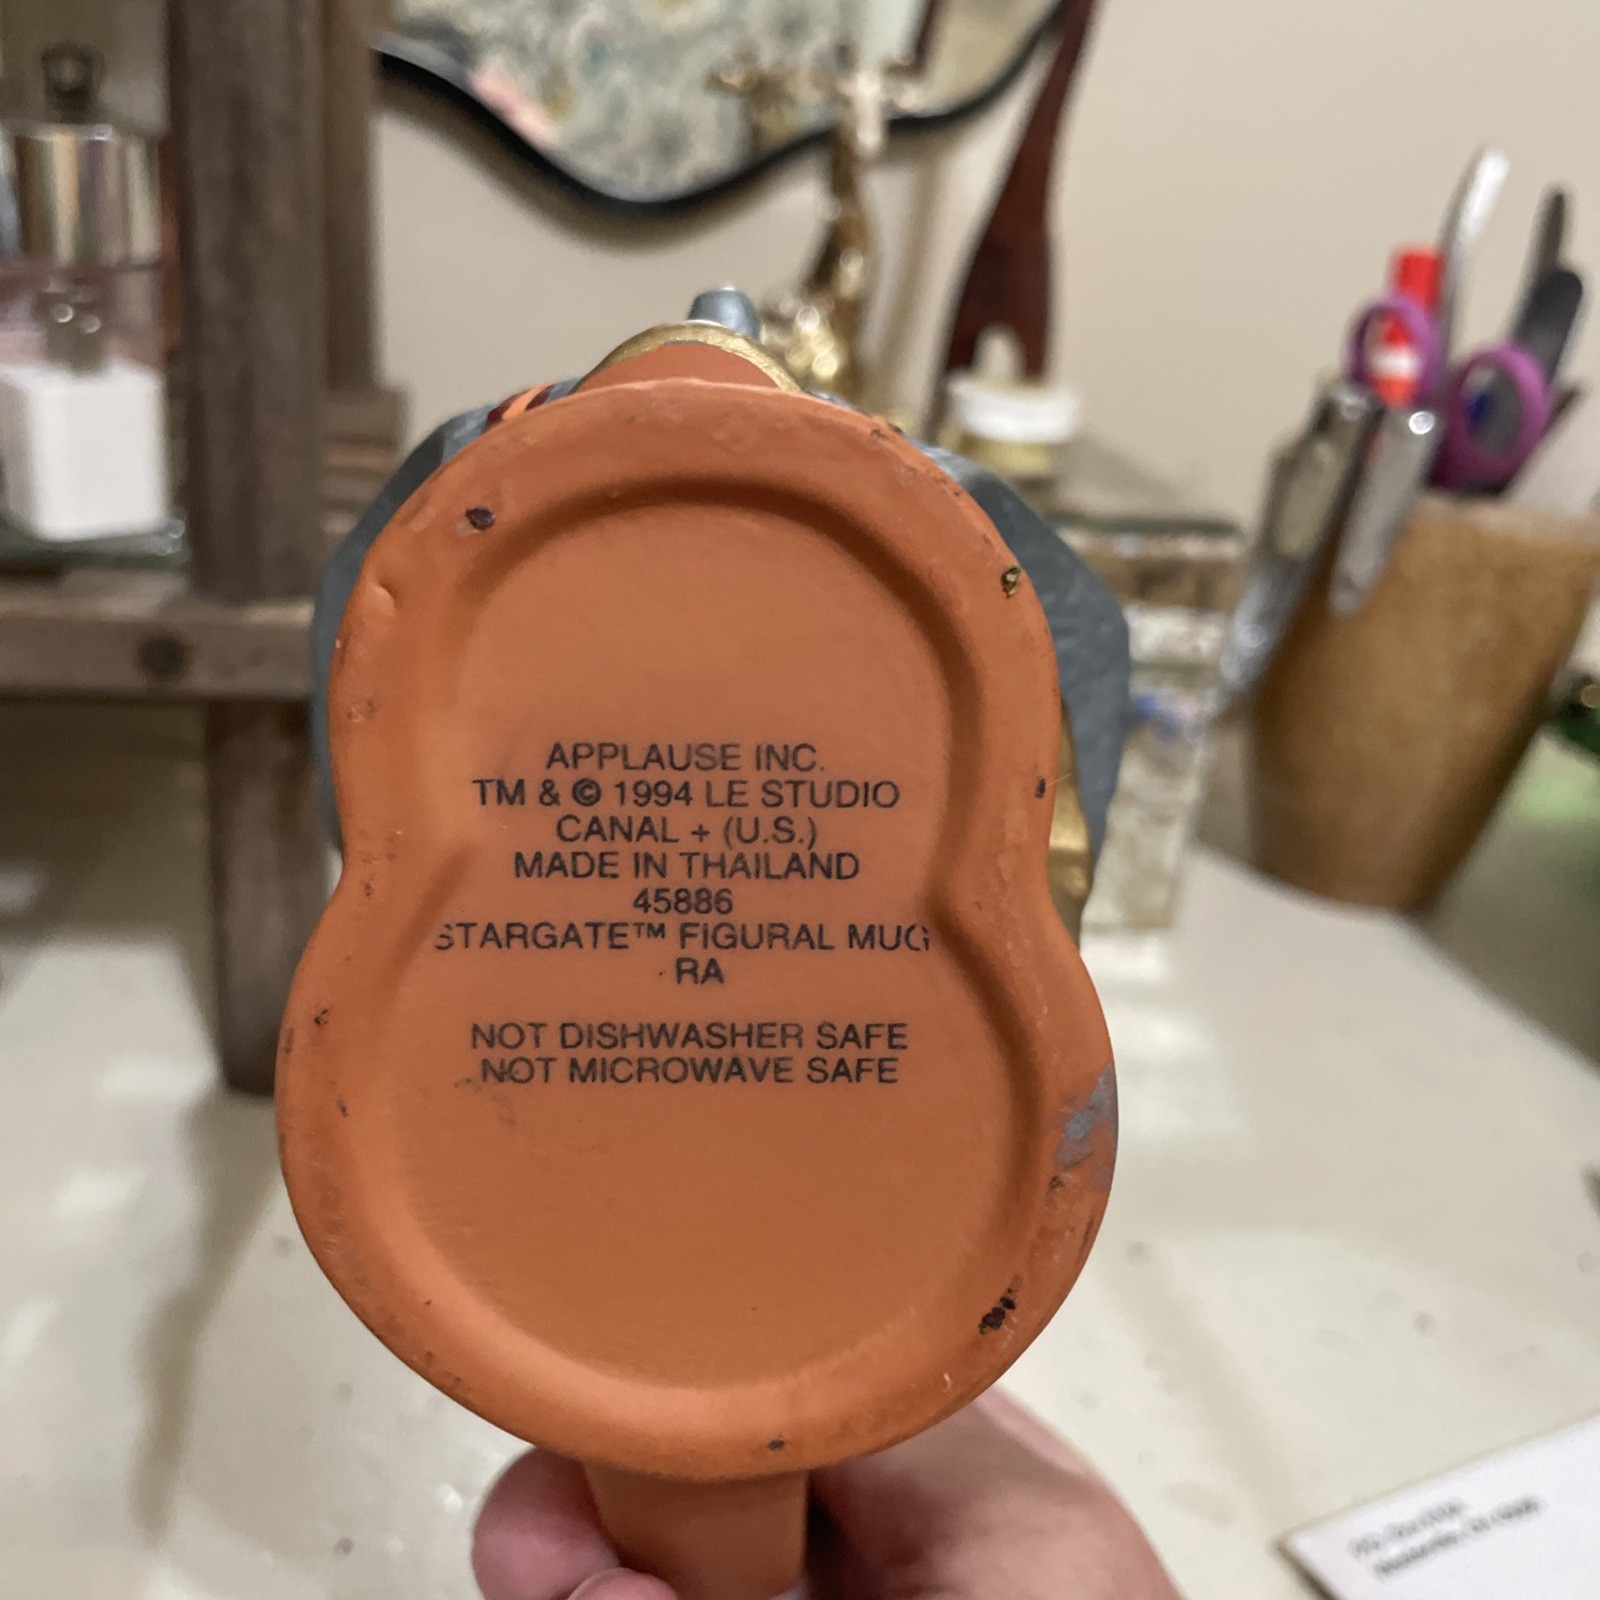 APPLAUSE INC.
TM & © 1994 LE STUDIO
CANAL + (U.S.)
MADE IN THAILAND
45886
STARGATE™ FIGURAL MUG
RA
NOT DISHWASHER SAFE
NOT MICROWAVE SAFE